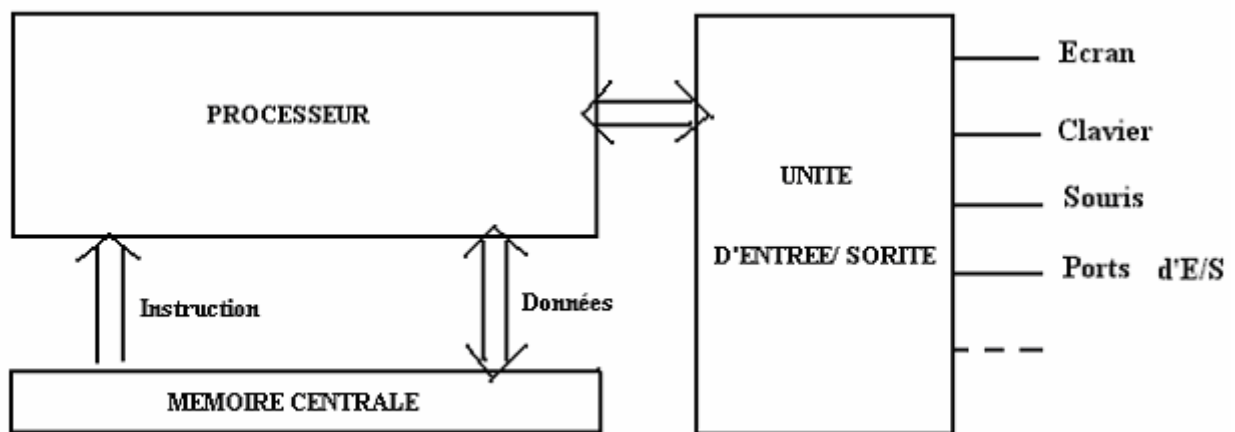 PROCESSEUR
Instruction
Données
MEMOIRE CENTRALE
UNITE
D'ENTREE/ SORITE
Ecran
Clavier
Souris
Ports d'E/S